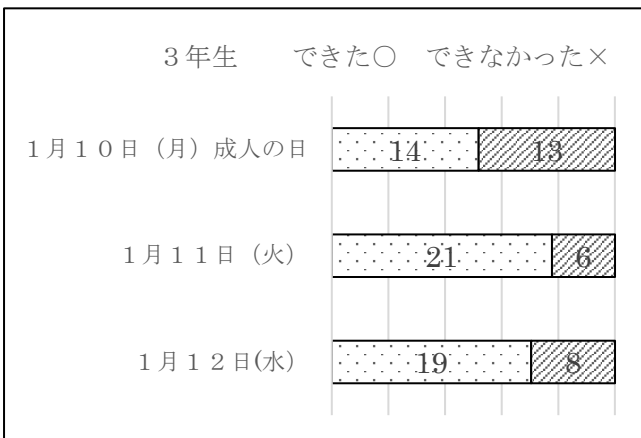 ３年生　できた○　できなかった×
１月１０日（月）成人の日
14 13
１月１１日（火）
21 6
１月１２日(水)
19 8